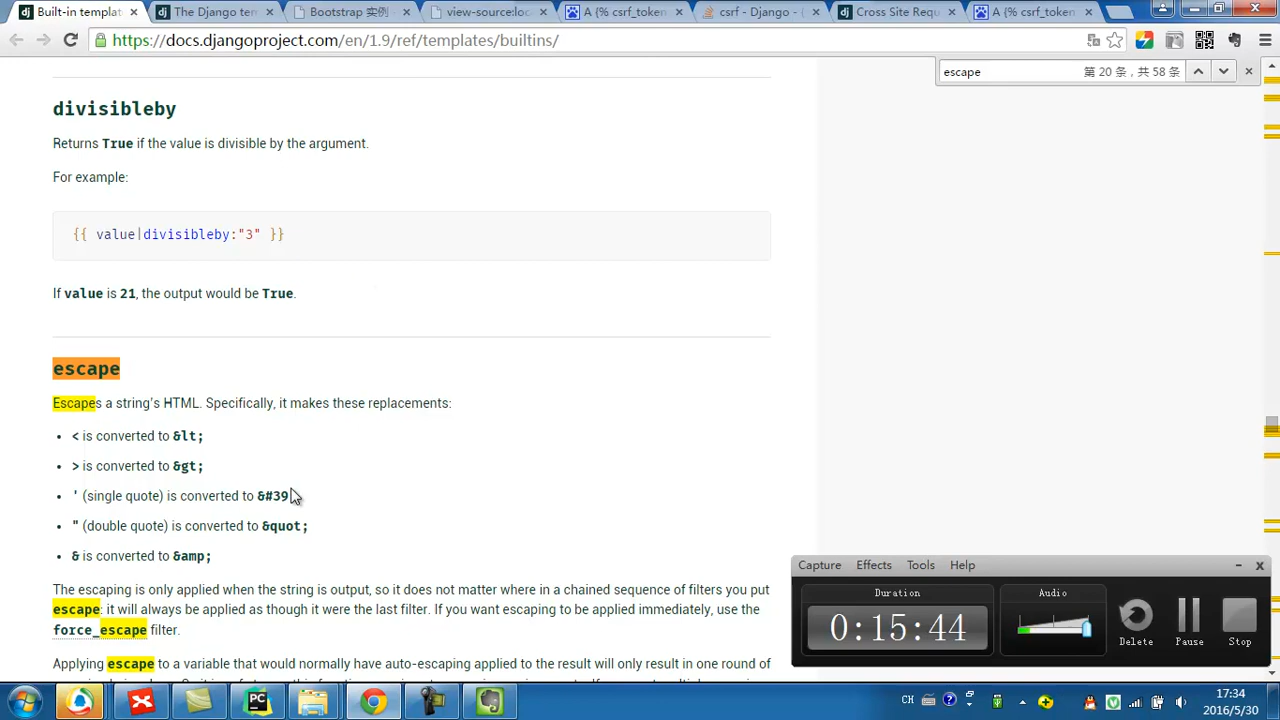 Built-in templat
The Django tem
Bootstrap 实例
view-source:loc
A {% csrf_token
csrf - Django - (
Cross Site Requ
A {% csrf_token
https://docs.djangoproject.com/en/1.9/ref/templates/builtins/
escape
第 20 条，共 58 条
divisibleby
Returns True if the value is divisible by the argument.
For example:
{{ value|divisibleby:"3" }}
If value is 21, the output would be True.
escape
Escapes a string's HTML. Specifically, it makes these replacements:
• < is converted to &lt;
• > is converted to &gt;
• ' (single quote) is converted to &#39
• " (double quote) is converted to &quot;
• & is converted to &amp;
The escaping is only applied when the string is output, so it does not matter where in a chained sequence of filters you put
escape: it will always be applied as though it were the last filter. If you want escaping to be applied immediately, use the
force_escape filter.
Applying escape to a variable that would normally have auto-escaping applied to the result will only result in one round of
Capture
Effects
Tools
Help
Duration
0:15:44
Audio
Delete
Pause
Stop
PC
CH
17:34
2016/5/30